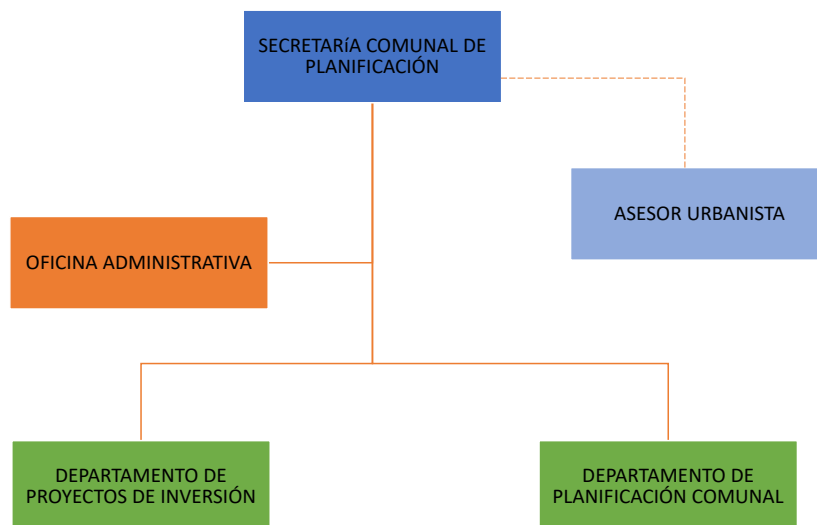 SECRETARíA COMUNAL DE
PLANIFICACIÓN
ASESOR URBANISTA
OFICINA ADMINISTRATIVA
DEPARTAMENTO DE
PROYECTOS DE INVERSIÓN
DEPARTAMENTO DE
PLANIFICACIÓN COMUNAL